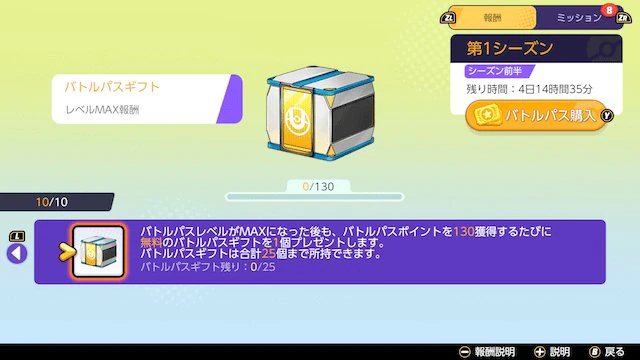 ZL
報酬
ミッション
8
ZR
第1シーズン
シーズン前半
残り時間：4日14時間35分
バトルパス購入
Y
バトルパスギフト
レベルMAX報酬
0/130
10/10
L
バトルパスレベルがMAXになった後も、バトルパスポイントを130獲得するたびに
無料のバトルパスギフトを1個プレゼントします。
バトルパスギフトは合計25個まで所持できます。
バトルパスギフト残り：0/25
報酬説明
説明
B
戻る